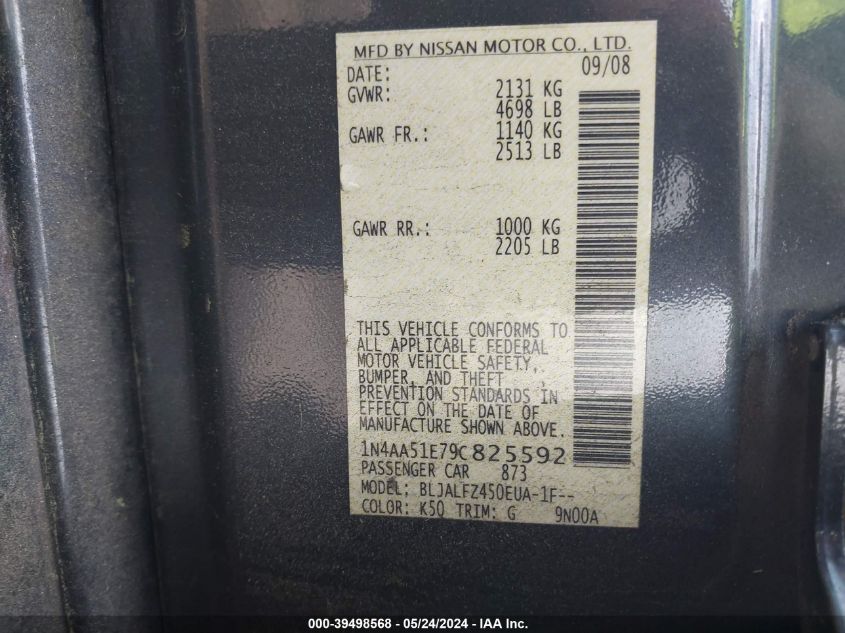 MFD BY NISSAN MOTOR CO., LTD.
DATE: 09/08
GVWR: 2131 KG
4698 LB
GAWR FR.: 1140 KG
2513 LB
GAWR RR.: 1000 KG
2205 LB
THIS VEHICLE CONFORMS TO
ALL APPLICABLE FEDERAL
MOTOR VEHICLE SAFETY,
BUMPER, AND THEFT
PREVENTION STANDARDS IN
EFFECT ON THE DATE OF
MANUFACTURE SHOWN ABOVE.
1N4AA51E79C825592
PASSENGER CAR 873
MODEL: BLJALFZ450EUA-1F--
COLOR: K50 TRIM: G 9N00A
000-39498568 - 05/24/2024 - IAAI.COM